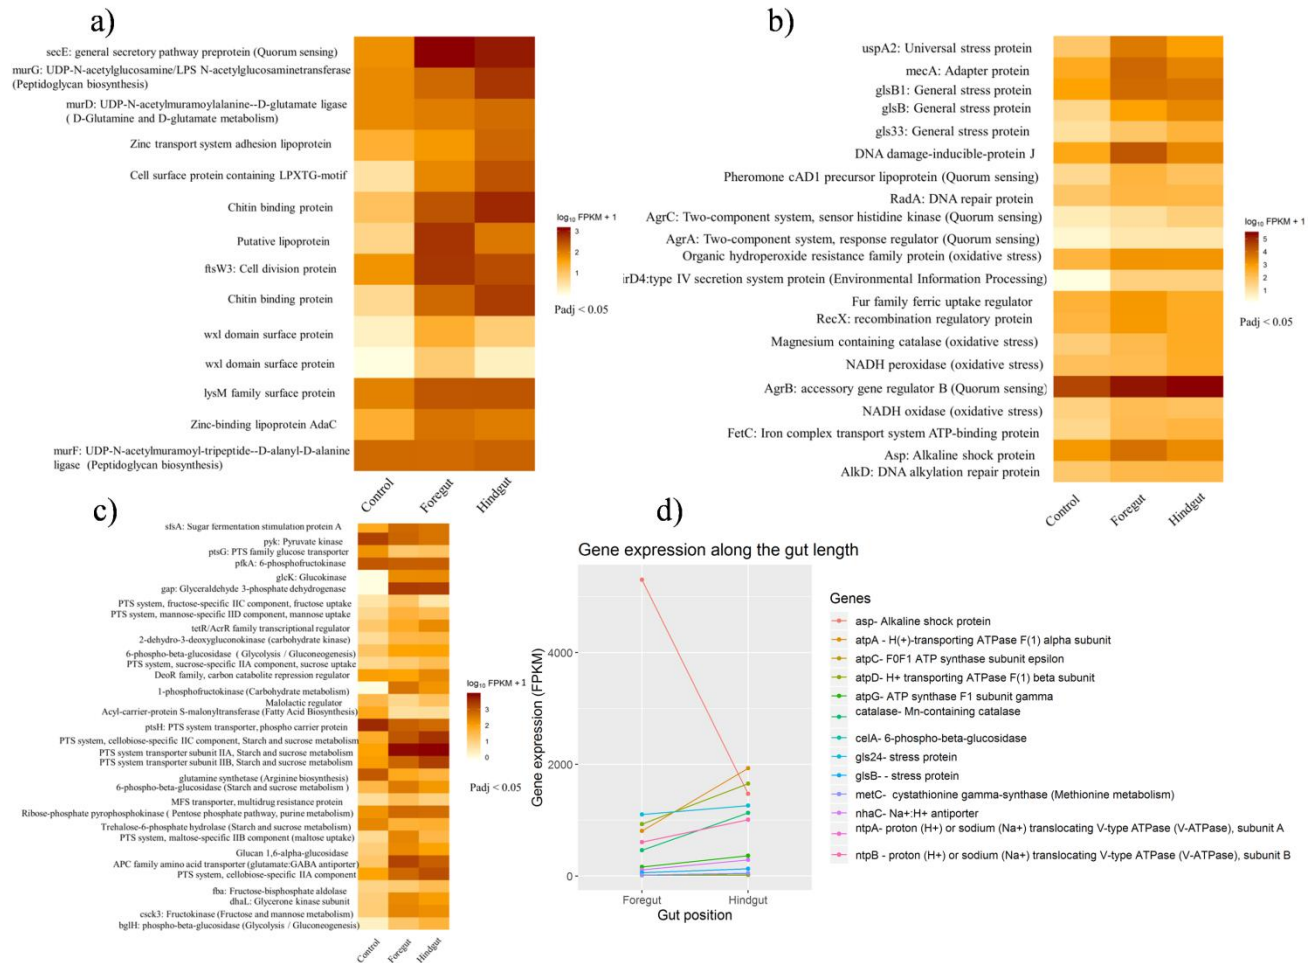 a)
secE: general secretory pathway preprotein (Quorum sensing)
murG: UDP-N-acetylglucosamine/LPS N-acetylglucosaminetransferase
(Peptidoglycan biosynthesis)
murD: UDP-N-acetylmuramoylalanine--D-glutamate ligase
( D-Glutamine and D-glutamate metabolism)
Zinc transport system adhesion lipoprotein
Cell surface protein containing LPXTG-motif
Chitin binding protein
Putative lipoprotein
ftsW3: Cell division protein
Chitin binding protein
wxl domain surface protein
wxl domain surface protein
lysM family surface protein
Zinc-binding lipoprotein AdaC
murF: UDP-N-acetylmuramoyl-tripeptide--D-alanyl-D-alanine
ligase (Peptidoglycan biosynthesis)
Control
Foregut
Hindgut
log10 FPKM + 1
3
2
1
Padj < 0.05
b)
uspA2: Universal stress protein
mecA: Adapter protein
glsB1: General stress protein
glsB: General stress protein
gls33: General stress protein
DNA damage-inducible-protein J
Pheromone cAD1 precursor lipoprotein (Quorum sensing)
RadA: DNA repair protein
AgrC: Two-component system, sensor histidine kinase (Quorum sensing)
AgrA: Two-component system, response regulator (Quorum sensing)
Organic hydroperoxide resistance family protein (oxidative stress)
irD4:type IV secretion system protein (Environmental Information Processing)
Fur family ferric uptake regulator
RecX: recombination regulatory protein
Magnesium containing catalase (oxidative stress)
NADH peroxidase (oxidative stress)
AgrB: accessory gene regulator B (Quorum sensing)
NADH oxidase (oxidative stress)
FetC: Iron complex transport system ATP-binding protein
Asp: Alkaline shock protein
AlkD: DNA alkylation repair protein
Control
Foregut
Hindgut
log10 FPKM + 1
5
4
3
2
1
Padj < 0.05
c)
sfsA: Sugar fermentation stimulation protein A
pyk: Pyruvate kinase
ptsG: PTS family glucose transporter
pfkA: 6-phosphofructokinase
glcK: Glucokinase
gap: Glyceraldehyde 3-phosphate dehydrogenase
PTS system, fructose-specific IIC component, fructose uptake
PTS system, mannose-specific IID component, mannose uptake
tetR/AcrR family transcriptional regulator
2-dehydro-3-deoxygluconokinase (carbohydrate kinase)
6-phospho-beta-glucosidase ( Glycolysis / Gluconeogenesis)
PTS system, sucrose-specific IIA component, sucrose uptake
DeoR family, carbon catabolite repression regulator
1-phosphofructokinase (Carbohydrate metabolism)
Malolactic regulator
Acyl-carrier-protein S-malonyltransferase (Fatty Acid Biosynthesis)
ptsH: PTS system transporter, phospho carrier protein
PTS system, cellobiose-specific IIC component, Starch and sucrose metabolism
PTS system transporter subunit IIA, Starch and sucrose metabolism
PTS system transporter subunit IIB, Starch and sucrose metabolism
glutamine synthetase (Arginine biosynthesis)
6-phospho-beta-glucosidase (Starch and sucrose metabolism )
MFS transporter, multidrug resistance protein
Ribose-phosphate pyrophosphokinase ( Pentose phosphate pathway, purine metabolism)
Trehalose-6-phosphate hydrolase (Starch and sucrose metabolism)
PTS system, maltose-specific IIB component (maltose uptake)
Glucan 1,6-alpha-glucosidase
APC family amino acid transporter (glutamate:GABA antiporter)
PTS system, cellobiose-specific IIA component
fba: Fructose-bisphosphate aldolase
dhaL: Glycerone kinase subunit
csck3: Fructokinase (Fructose and mannose metabolism)
bglH: phospho-beta-glucosidase (Glycolysis / Gluconeogenesis)
Control
Foregut
Hindgut
log10 FPKM + 1
4
3
2
1
0
Padj < 0.05
d)
Gene expression along the gut length
Gene expression (FPKM)
4000
2000
0
Foregut
Hindgut
Gut position
Genes
asp- Alkaline shock protein
atpA - H(+)-transporting ATPase F(1) alpha subunit
atpC- F0F1 ATP synthase subunit epsilon
atpD- H+ transporting ATPase F(1) beta subunit
atpG- ATP synthase F1 subunit gamma
catalase- Mn-containing catalase
celA- 6-phospho-beta-glucosidase
gls24- stress protein
glsB- - stress protein
metC- cystathionine gamma-synthase (Methionine metabolism)
nhaC- Na+:H+ antiporter
ntpA- proton (H+) or sodium (Na+) translocating V-type ATPase (V-ATPase), subunit A
ntpB - proton (H+) or sodium (Na+) translocating V-type ATPase (V-ATPase), subunit B